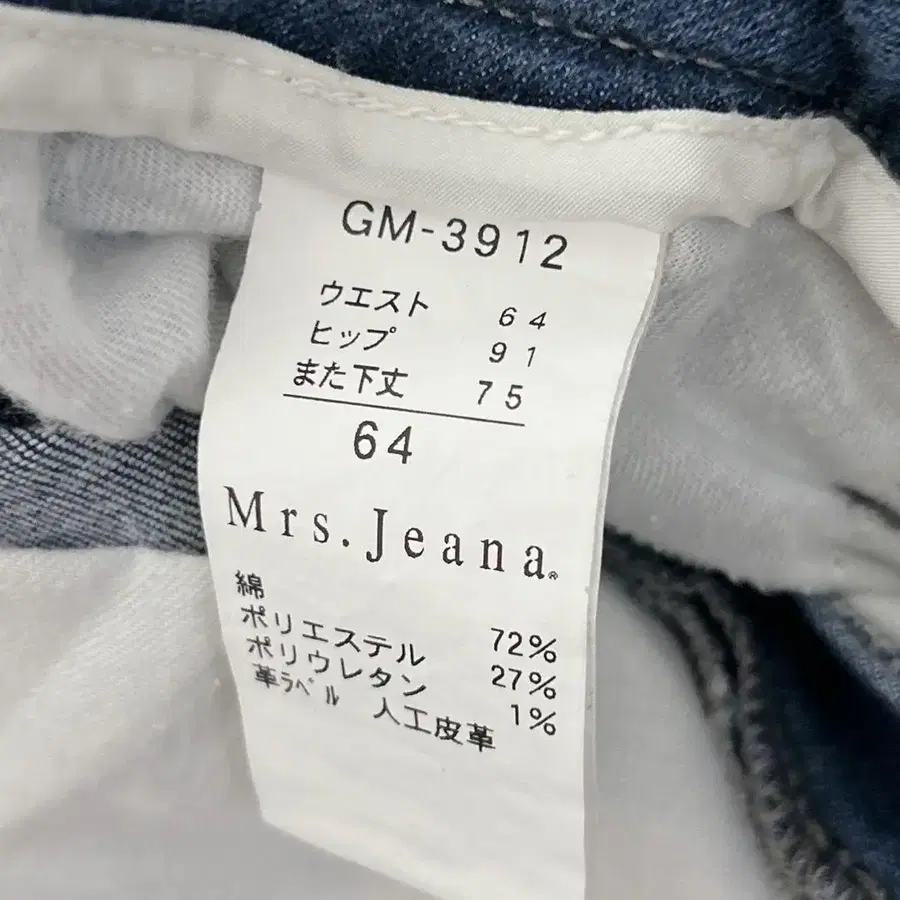 GM-3912
ウエスト 64
ヒップ 91
また下丈 75
64
Mrs.Jeana®
綿 72%
ポリエステル 27%
ポリウレタン 1%
革ラベル 人工皮革